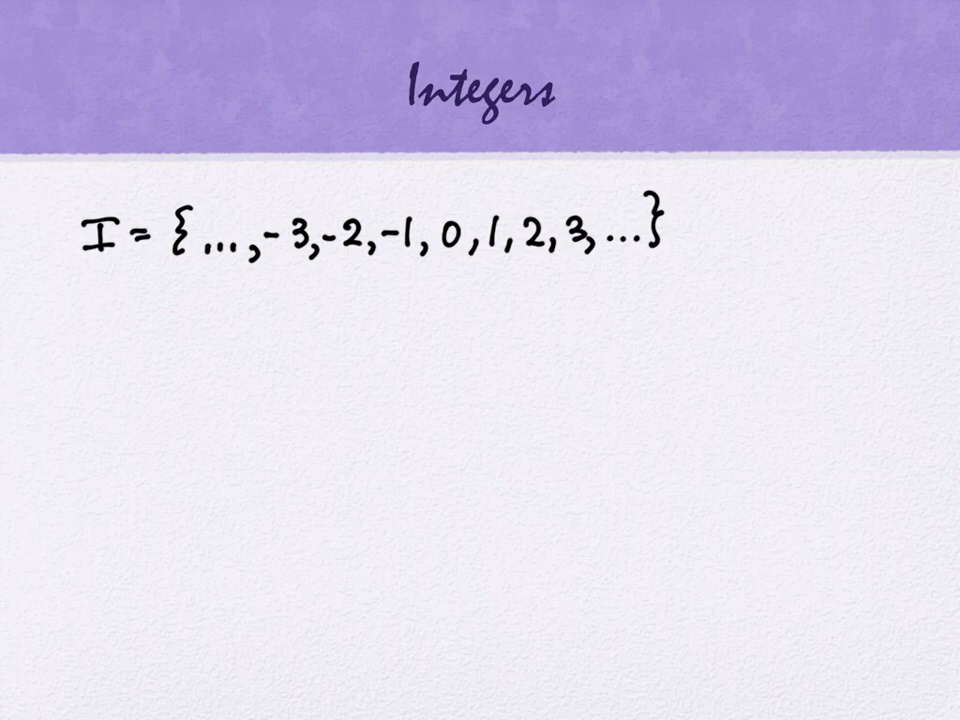 Integers
I = {...,-3,-2,-1, 0, 1, 2, 3, ...}